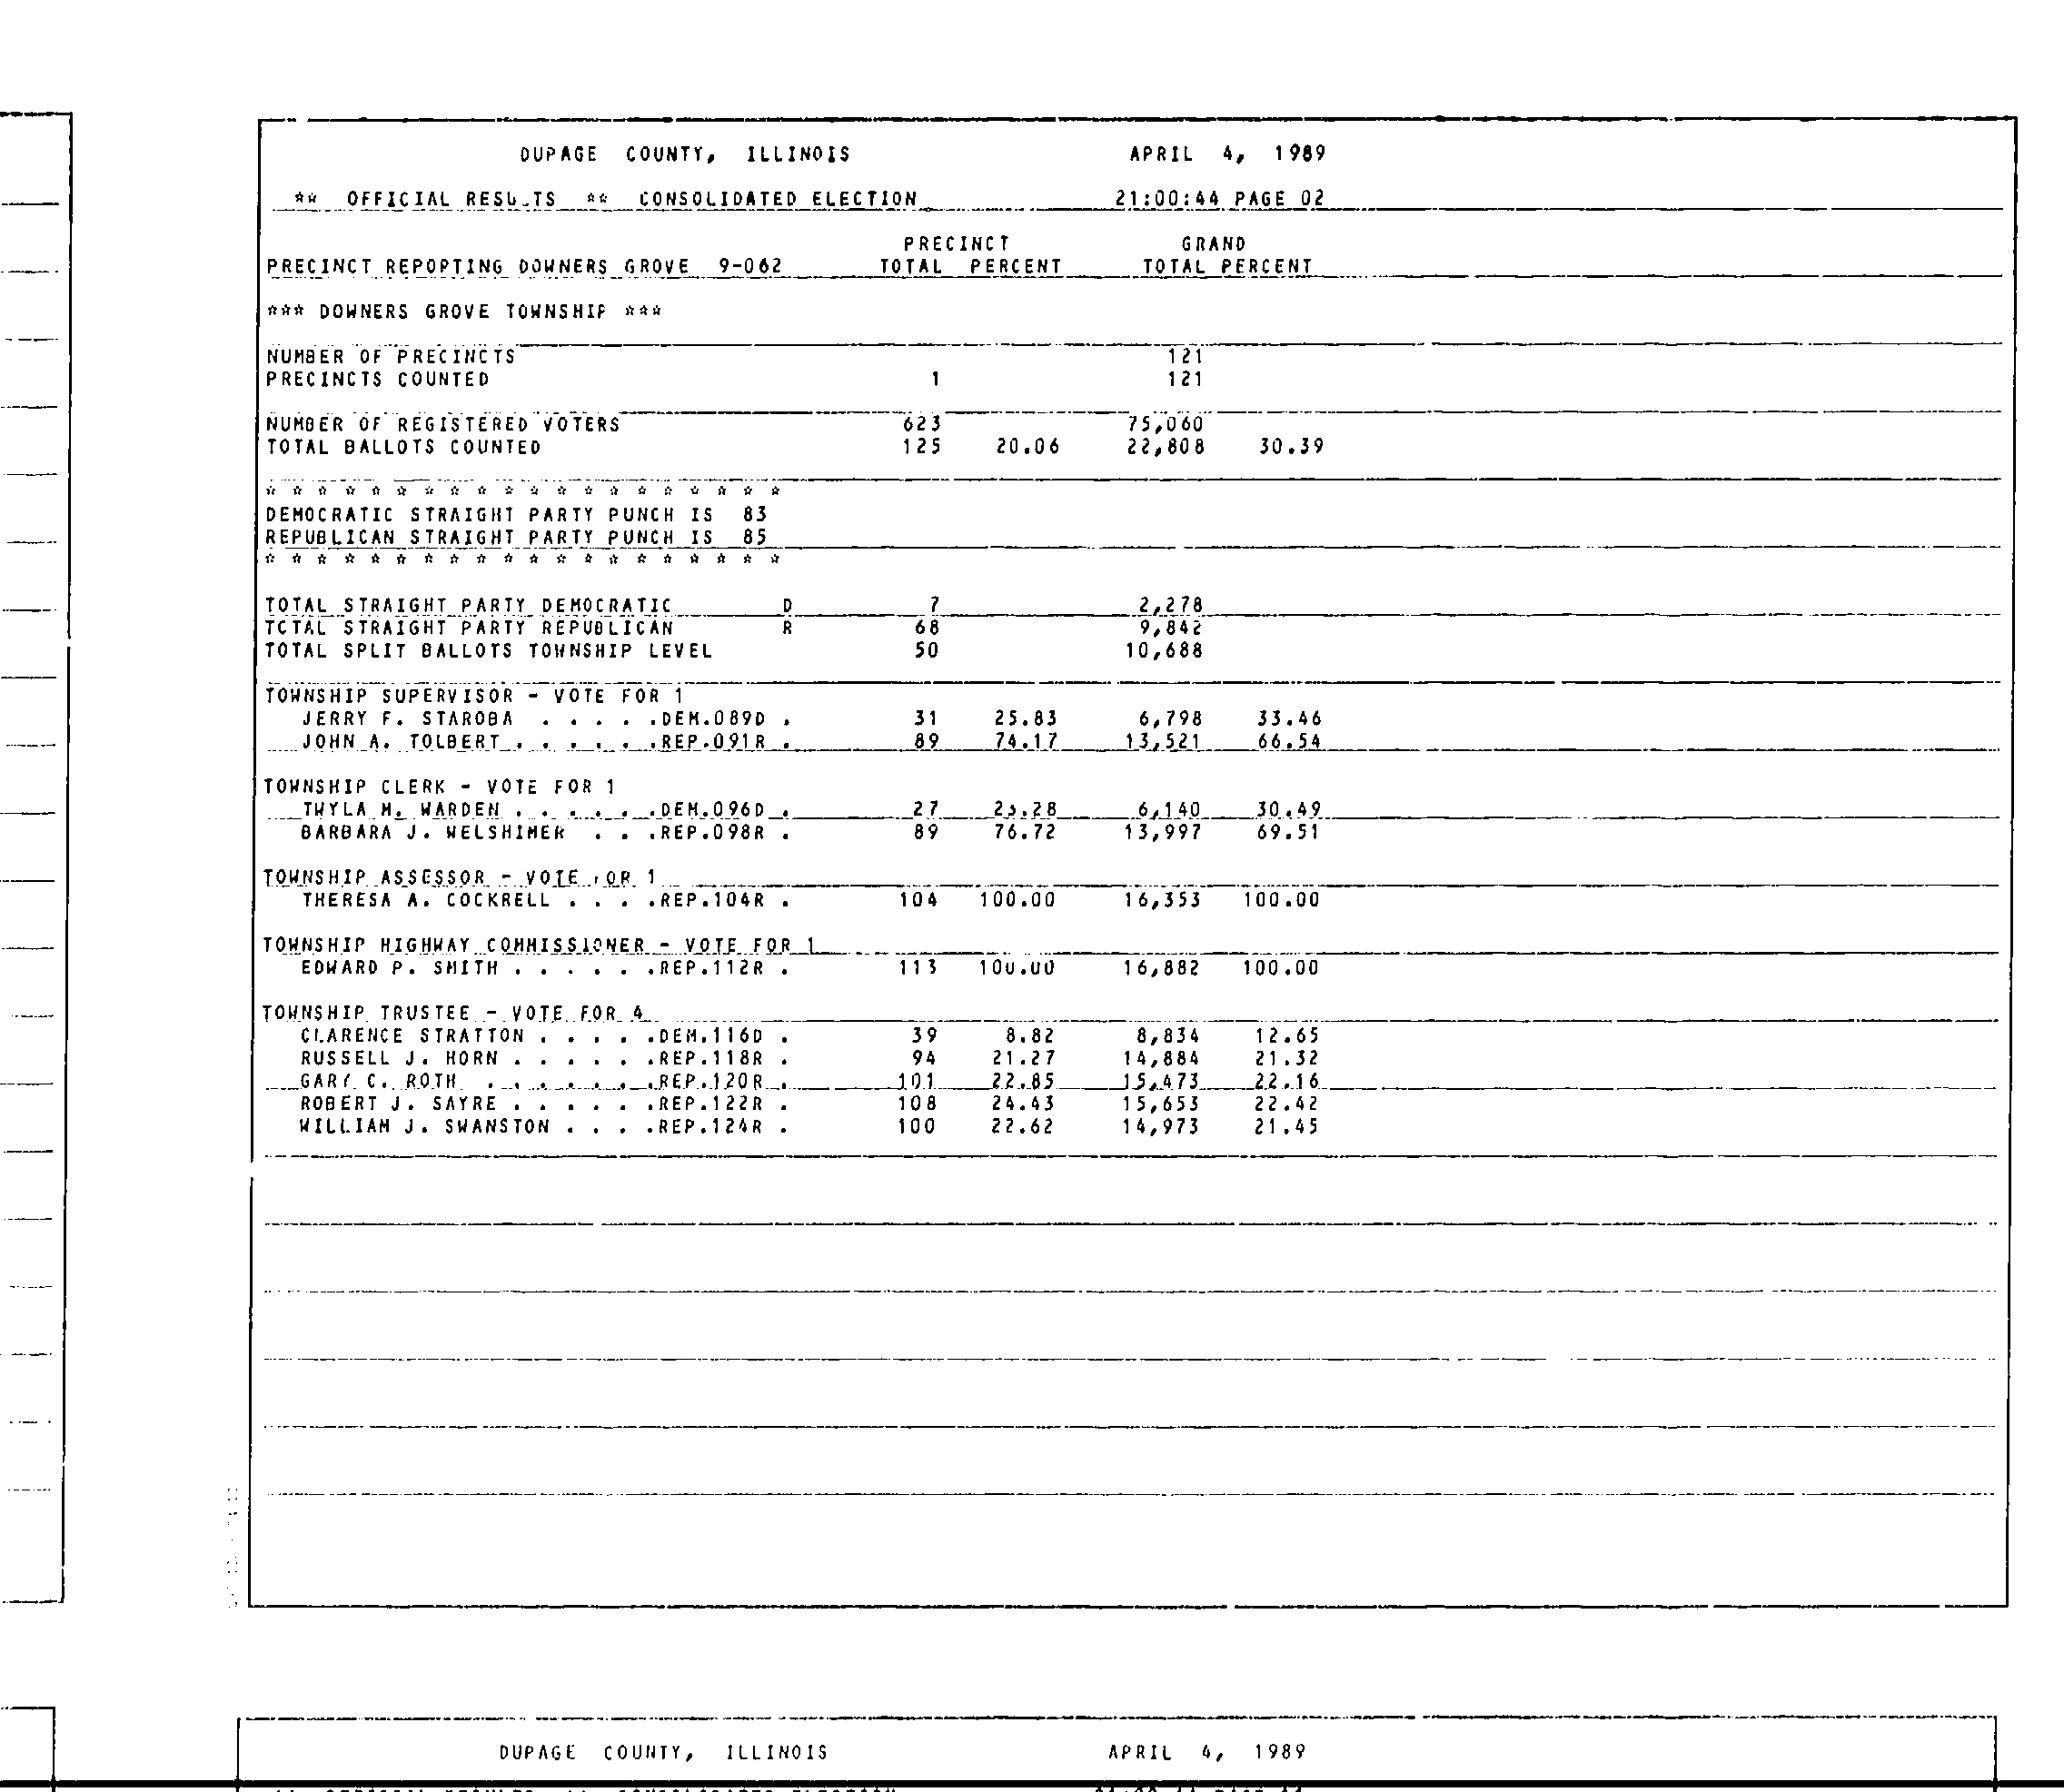 DUPAGE COUNTY, ILLINOIS APRIL 4, 1989
** OFFICIAL RESULTS ** CONSOLIDATED ELECTION 21:00:44 PAGE 02
PRECINCT GRAND
PRECINCT REPOPTING DOWNERS GROVE 9-062 TOTAL PERCENT TOTAL PERCENT
*** DOWNERS GROVE TOWNSHIP ***
NUMBER OF PRECINCTS 121
PRECINCTS COUNTED 1 121
NUMBER OF REGISTERED VOTERS 623 75,060
TOTAL BALLOTS COUNTED 125 20.06 22,808 30.39
* * * * * * * * * * * * * * * * * * * *
DEMOCRATIC STRAIGHT PARTY PUNCH IS 83
REPUBLICAN STRAIGHT PARTY PUNCH IS 85
* * * * * * * * * * * * * * * * * * * *
TOTAL STRAIGHT PARTY DEMOCRATIC D 7 2,278
TOTAL STRAIGHT PARTY REPUBLICAN R 68 9,842
TOTAL SPLIT BALLOTS TOWNSHIP LEVEL 50 10,688
TOWNSHIP SUPERVISOR - VOTE FOR 1
JERRY F. STAROBA . . . . .DEM.089D . 31 25.83 6,798 33.46
JOHN A. TOLBERT . . . . . .REP.091R . 89 74.17 13,521 66.54
TOWNSHIP CLERK - VOTE FOR 1
TWYLA M. WARDEN . . . . . .DEM.096D . 27 23.28 6,140 30.49
BARBARA J. WELSHIMER . . .REP.098R . 89 76.72 13,997 69.51
TOWNSHIP ASSESSOR - VOTE FOR 1
THERESA A. COCKRELL . . . .REP.104R . 104 100.00 16,353 100.00
TOWNSHIP HIGHWAY COMMISSIONER - VOTE FOR 1
EDWARD P. SMITH . . . . . .REP.112R . 113 100.00 16,882 100.00
TOWNSHIP TRUSTEE - VOTE FOR 4
CLARENCE STRATTON . . . . .DEM.116D . 39 8.82 8,834 12.65
RUSSELL J. HORN . . . . . .REP.118R . 94 21.27 14,884 21.32
GARY C. ROTH . . . . . . .REP.120R . 101 22.85 15,473 22.16
ROBERT J. SAYRE . . . . . .REP.122R . 108 24.43 15,653 22.42
WILLIAM J. SWANSTON . . . .REP.124R . 100 22.62 14,973 21.45
DUPAGE COUNTY, ILLINOIS APRIL 4, 1989